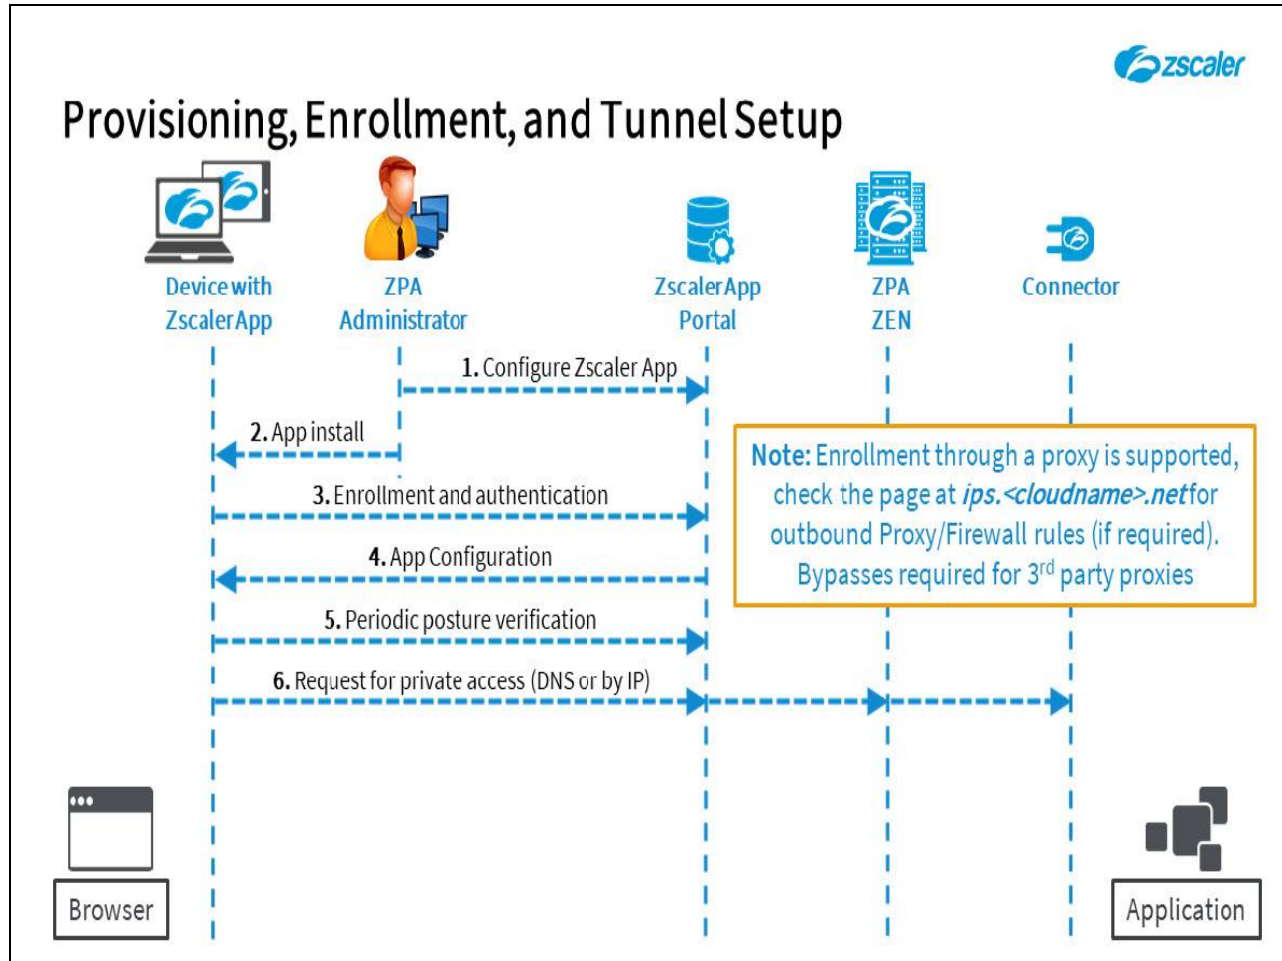 zscaler
Provisioning, Enrollment, and Tunnel Setup
Device with
Zscaler App
ZPA
Administrator
Zscaler App
Portal
ZPA
ZEN
Connector
1. Configure Zscaler App
2. App install
3. Enrollment and authentication
4. App Configuration
5. Periodic posture verification
6. Request for private access (DNS or by IP)
Note: Enrollment through a proxy is supported,
check the page at ips.<cloudname>.net for
outbound Proxy/Firewall rules (if required).
Bypasses required for 3rd party proxies
Browser
Application